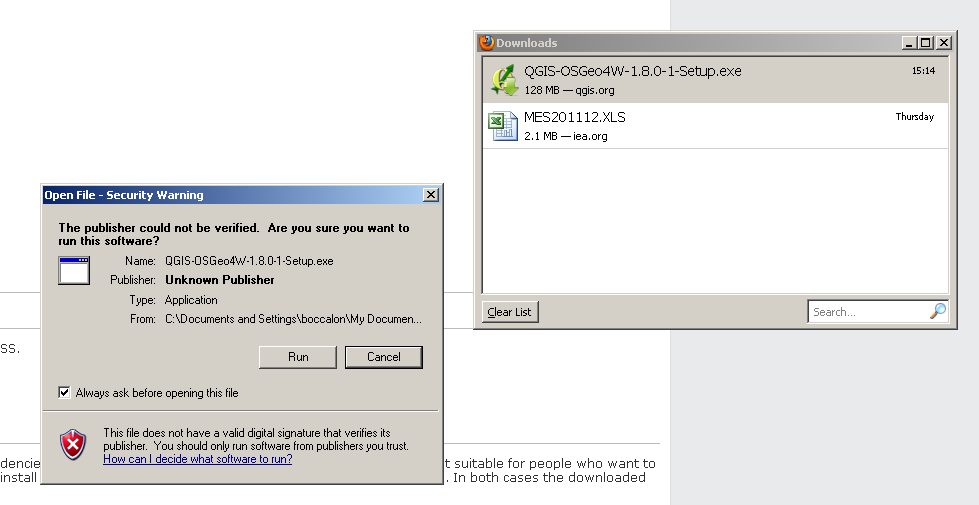 Downloads
QGIS-OSGeo4W-1.8.0-1-Setup.exe 15:14
128 MB — qgis.org
MES201112.XLS Thursday
2.1 MB — iea.org
Clear List Search...
Open File - Security Warning
The publisher could not be verified. Are you sure you want to
run this software?
Name: QGIS-OSGeo4W-1.8.0-1-Setup.exe
Publisher: Unknown Publisher
Type: Application
From: C:\Documents and Settings\boccalon\My Documen...
Run Cancel
Always ask before opening this file
This file does not have a valid digital signature that verifies its
publisher. You should only run software from publishers you trust.
How can I decide what software to run?
ss.
t suitable for people who want to
install . In both cases the downloaded